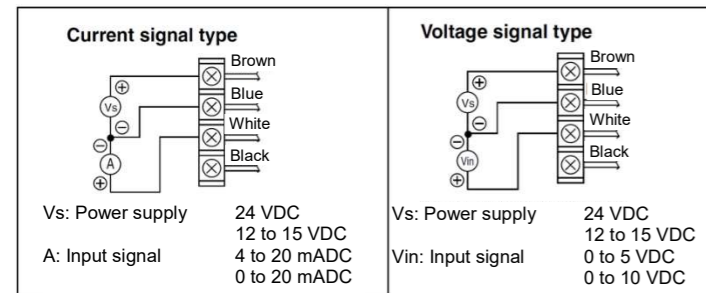 Current signal type
Brown
Blue
White
Black
⊕
Vs
⊖
⊖
A
⊕
Vs: Power supply 24 VDC
12 to 15 VDC
A: Input signal 4 to 20 mADC
0 to 20 mADC
Voltage signal type
Brown
Blue
White
Black
⊕
Vs
⊖
⊖
Vin
⊕
Vs: Power supply 24 VDC
12 to 15 VDC
Vin: Input signal 0 to 5 VDC
0 to 10 VDC